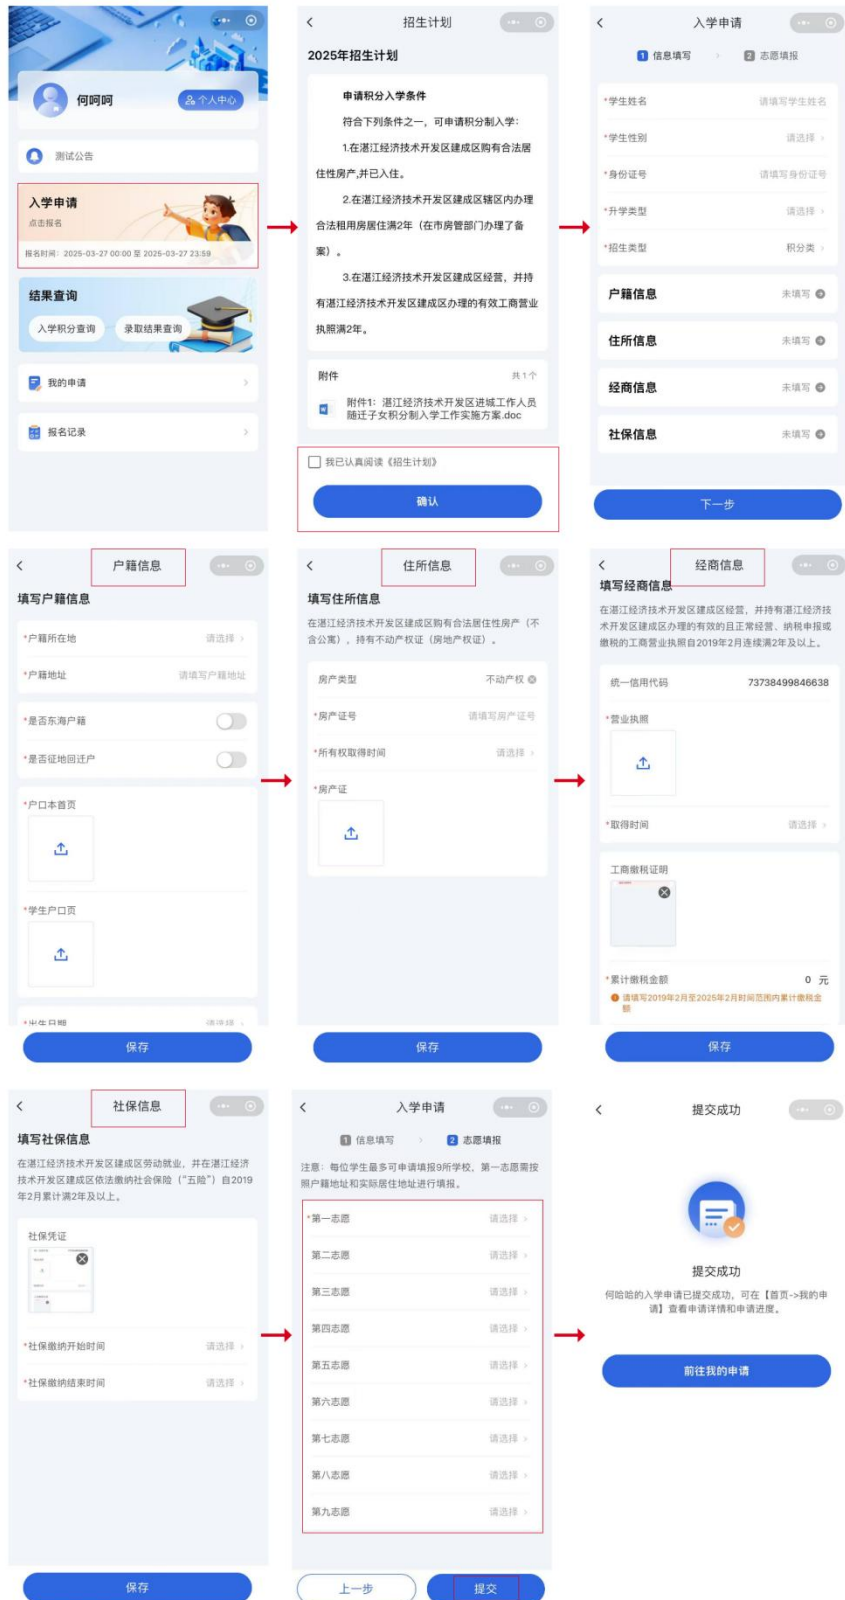 何呵呵
个人中心
测试公告
入学申请
点击报名
报名时间：2025-03-27 00:00 至 2025-03-27 23:59
结果查询
入学积分查询
录取结果查询
我的申请
报名记录
招生计划
2025年招生计划
申请积分入学条件
符合下列条件之一，可申请积分制入学：
1.在湛江经济技术开发区建成区购有合法居
住性房产,并已入住。
2.在湛江经济技术开发区建成区辖区内办理
合法租用房居住满2年（在市房管部门办理了备
案）。
3.在湛江经济技术开发区建成区经营，并持
有湛江经济技术开发区建成区办理的有效工商营业
执照满2年。
附件
共1个
附件1：湛江经济技术开发区进城工作人员
随迁子女积分制入学工作实施方案.doc
我已认真阅读《招生计划》
确认
入学申请
1 信息填写
2 志愿填报
*学生姓名 请填写学生姓名
*学生性别 请选择
*身份证号 请填写身份证号
*升学类型 请选择
*招生类型 积分类
户籍信息 未填写
住所信息 未填写
经商信息 未填写
社保信息 未填写
下一步
户籍信息
填写户籍信息
*户籍所在地 请选择
*户籍地址 请填写户籍地址
*是否东海户籍
*是否征地回迁户
*户口本首页
*学生户口页
*出生日期 请选择
保存
住所信息
填写住所信息
在湛江经济技术开发区建成区购有合法居住性房产（不
含公寓），持有不动产权证（房地产权证）。
房产类型 不动产权
*房产证号 请填写房产证号
*所有权取得时间 请选择
*房产证
保存
经商信息
填写经商信息
在湛江经济技术开发区建成区经营，并持有湛江经济技
术开发区建成区办理的有效的且正常经营、纳税申报或
缴税的工商营业执照自2019年2月连续满2年及以上。
统一信用代码 73738499846638
*营业执照
*取得时间 请选择
工商缴税证明
*累计缴税金额 0 元
请填写2019年2月至2025年2月时间范围内累计缴税金
额
保存
社保信息
填写社保信息
在湛江经济技术开发区建成区劳动就业，并在湛江经济
技术开发区建成区依法缴纳社会保险（“五险”）自2019
年2月累计满2年及以上。
社保凭证
*社保缴纳开始时间 请选择
*社保缴纳结束时间 请选择
保存
入学申请
1 信息填写
2 志愿填报
注意：每位学生最多可申请填报9所学校，第一志愿需按
照户籍地址和实际居住地址进行填报。
*第一志愿 请选择
第二志愿 请选择
第三志愿 请选择
第四志愿 请选择
第五志愿 请选择
第六志愿 请选择
第七志愿 请选择
第八志愿 请选择
第九志愿 请选择
上一步
提交
提交成功
提交成功
何哈哈的入学申请已提交成功，可在【首页->我的申
请】查看申请详情和申请进度。
前往我的申请